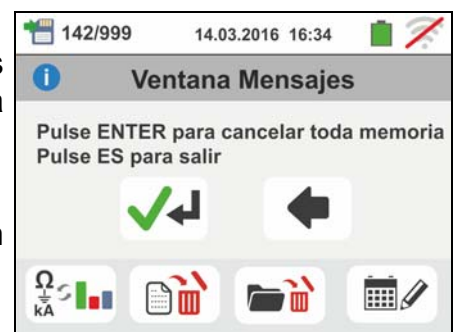 142/999 14.03.2016 16:34
Ventana Mensajes
Pulse ENTER para cancelar toda memoria
Pulse ES para salir
Ω
kA